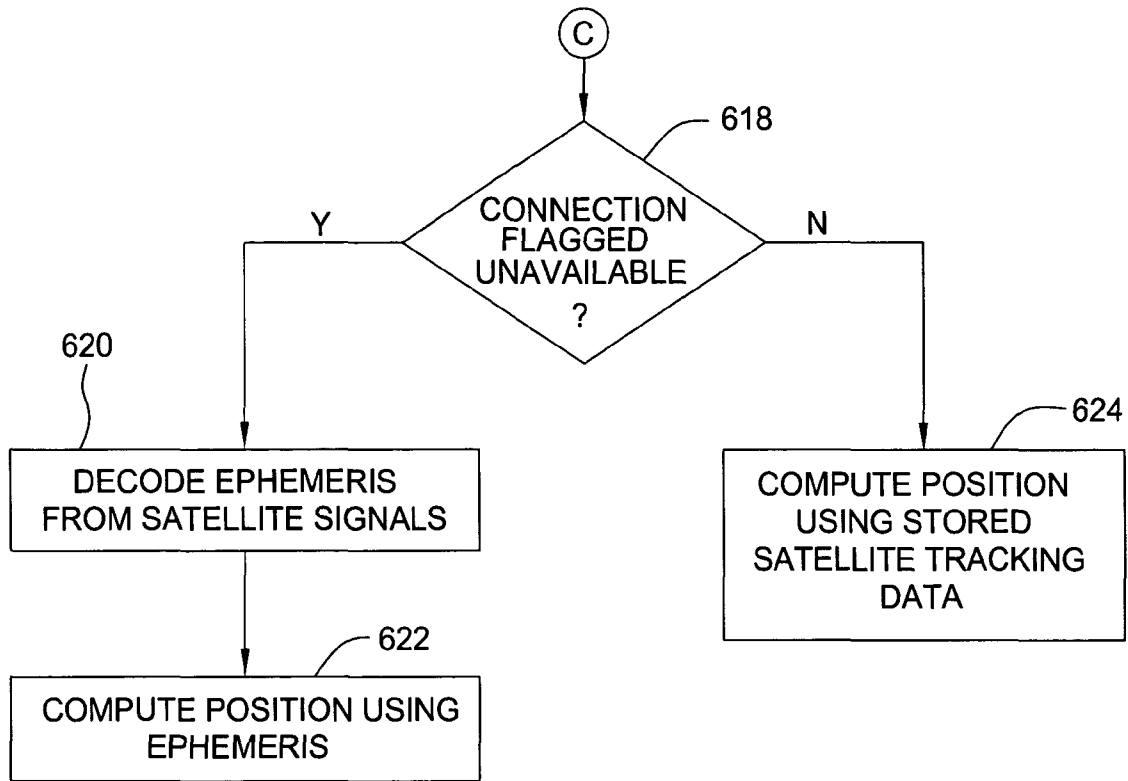 C
618
CONNECTION
FLAGGED
UNAVAILABLE
?
Y
N
620
624
DECODE EPHEMERIS
FROM SATELLITE SIGNALS
COMPUTE POSITION
USING STORED
SATELLITE TRACKING
DATA
622
COMPUTE POSITION USING
EPHEMERIS